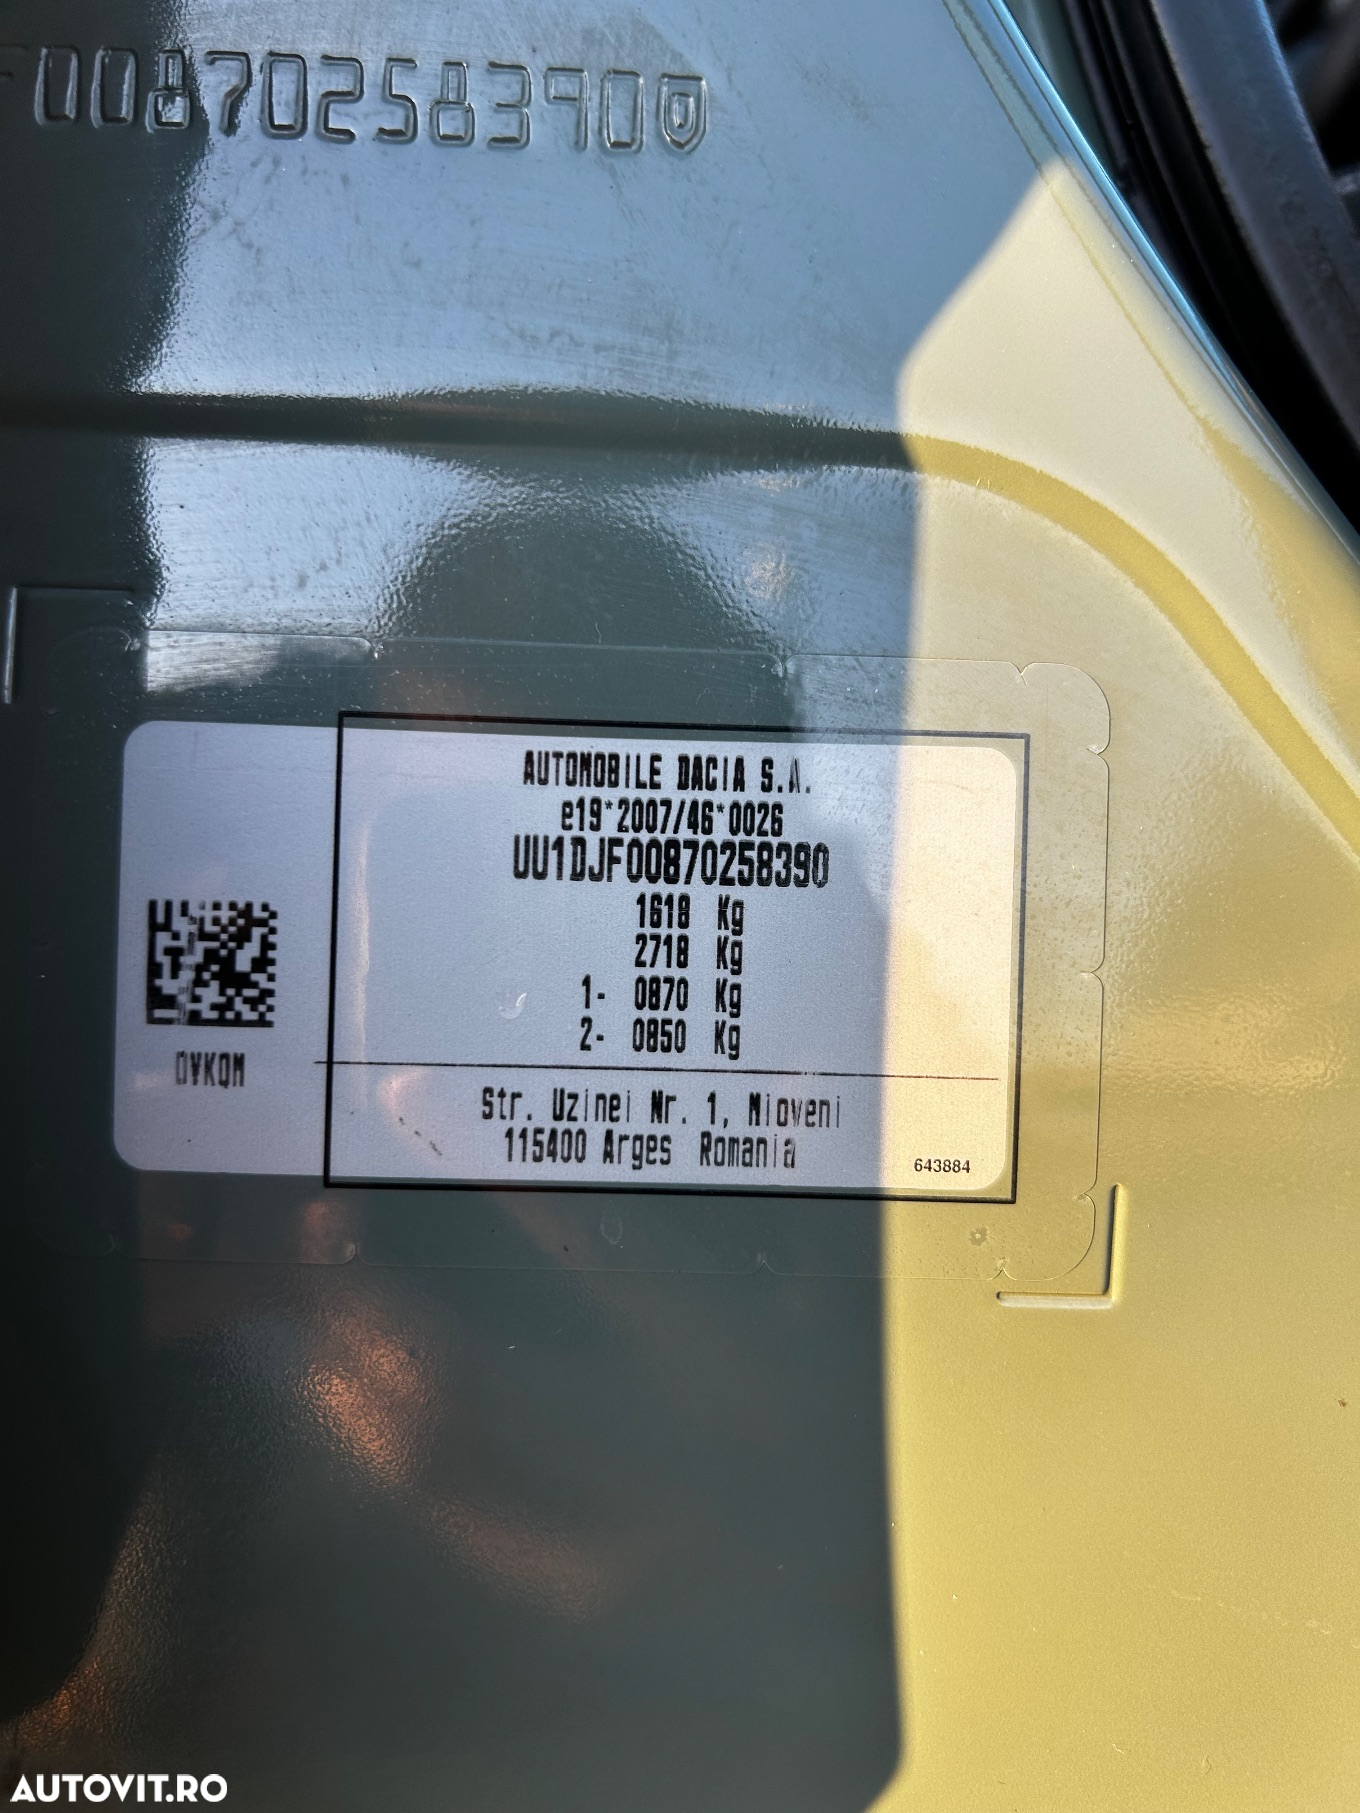 F00870258390
AUTOMOBILE DACIA S.A.
e19*2007/46*0026
UU1DJF00870258390
1618 Kg
2718 Kg
1- 0870 Kg
2- 0850 Kg
DVKQM
Str. Uzinei Nr. 1, Mioveni
115400 Arges Romania
643884
AUTOVIT.RO